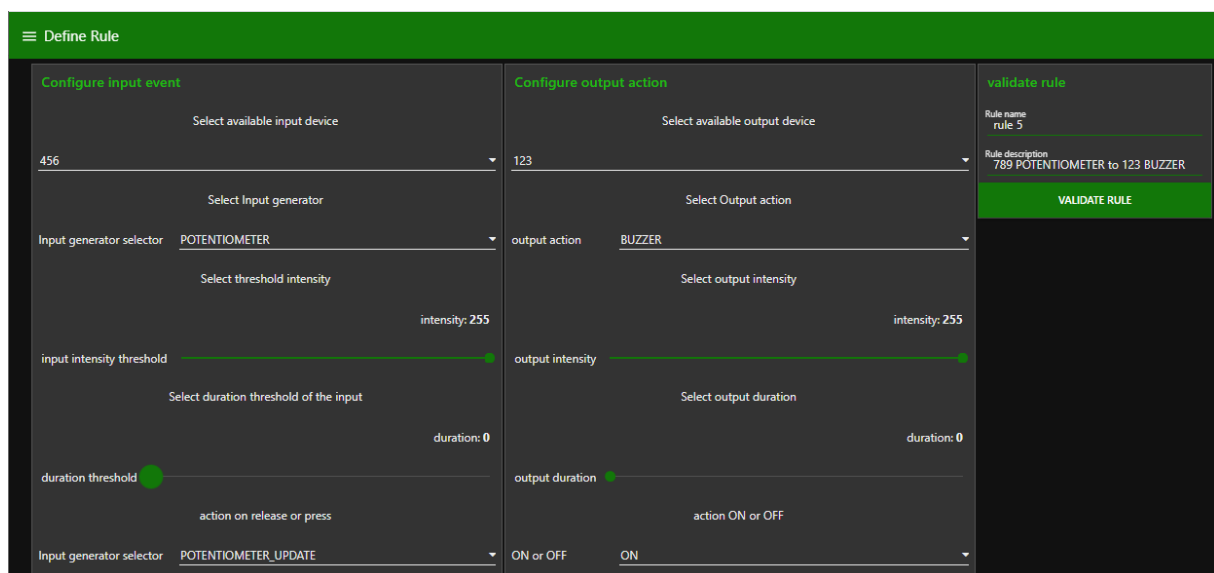 Define Rule
Configure input event
Select available input device
456
Select Input generator
Input generator selector POTENTIOMETER
Select threshold intensity
intensity: 255
input intensity threshold
Select duration threshold of the input
duration: 0
duration threshold
action on release or press
Input generator selector POTENTIOMETER_UPDATE
Configure output action
Select available output device
123
Select Output action
output action BUZZER
Select output intensity
intensity: 255
output intensity
Select output duration
duration: 0
output duration
action ON or OFF
ON or OFF ON
validate rule
Rule name
rule 5
Rule description
789 POTENTIOMETER to 123 BUZZER
VALIDATE RULE